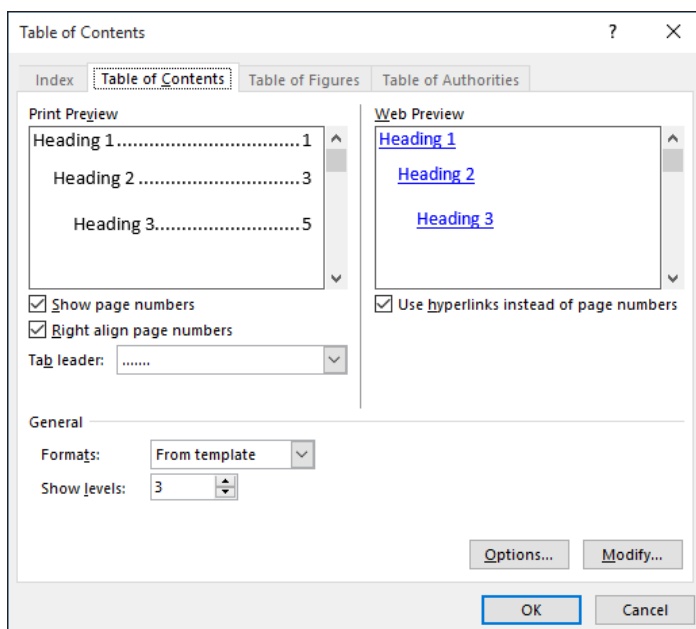 Table of Contents ?
Index Table of Contents Table of Figures Table of Authorities
Print Preview
Heading 1..............................1
Heading 2..........................3
Heading 3.......................5
Show page numbers
Right align page numbers
Tab leader: .......
Web Preview
Heading 1
Heading 2
Heading 3
Use hyperlinks instead of page numbers
General
Formats: From template
Show levels: 3
Options... Modify...
OK Cancel